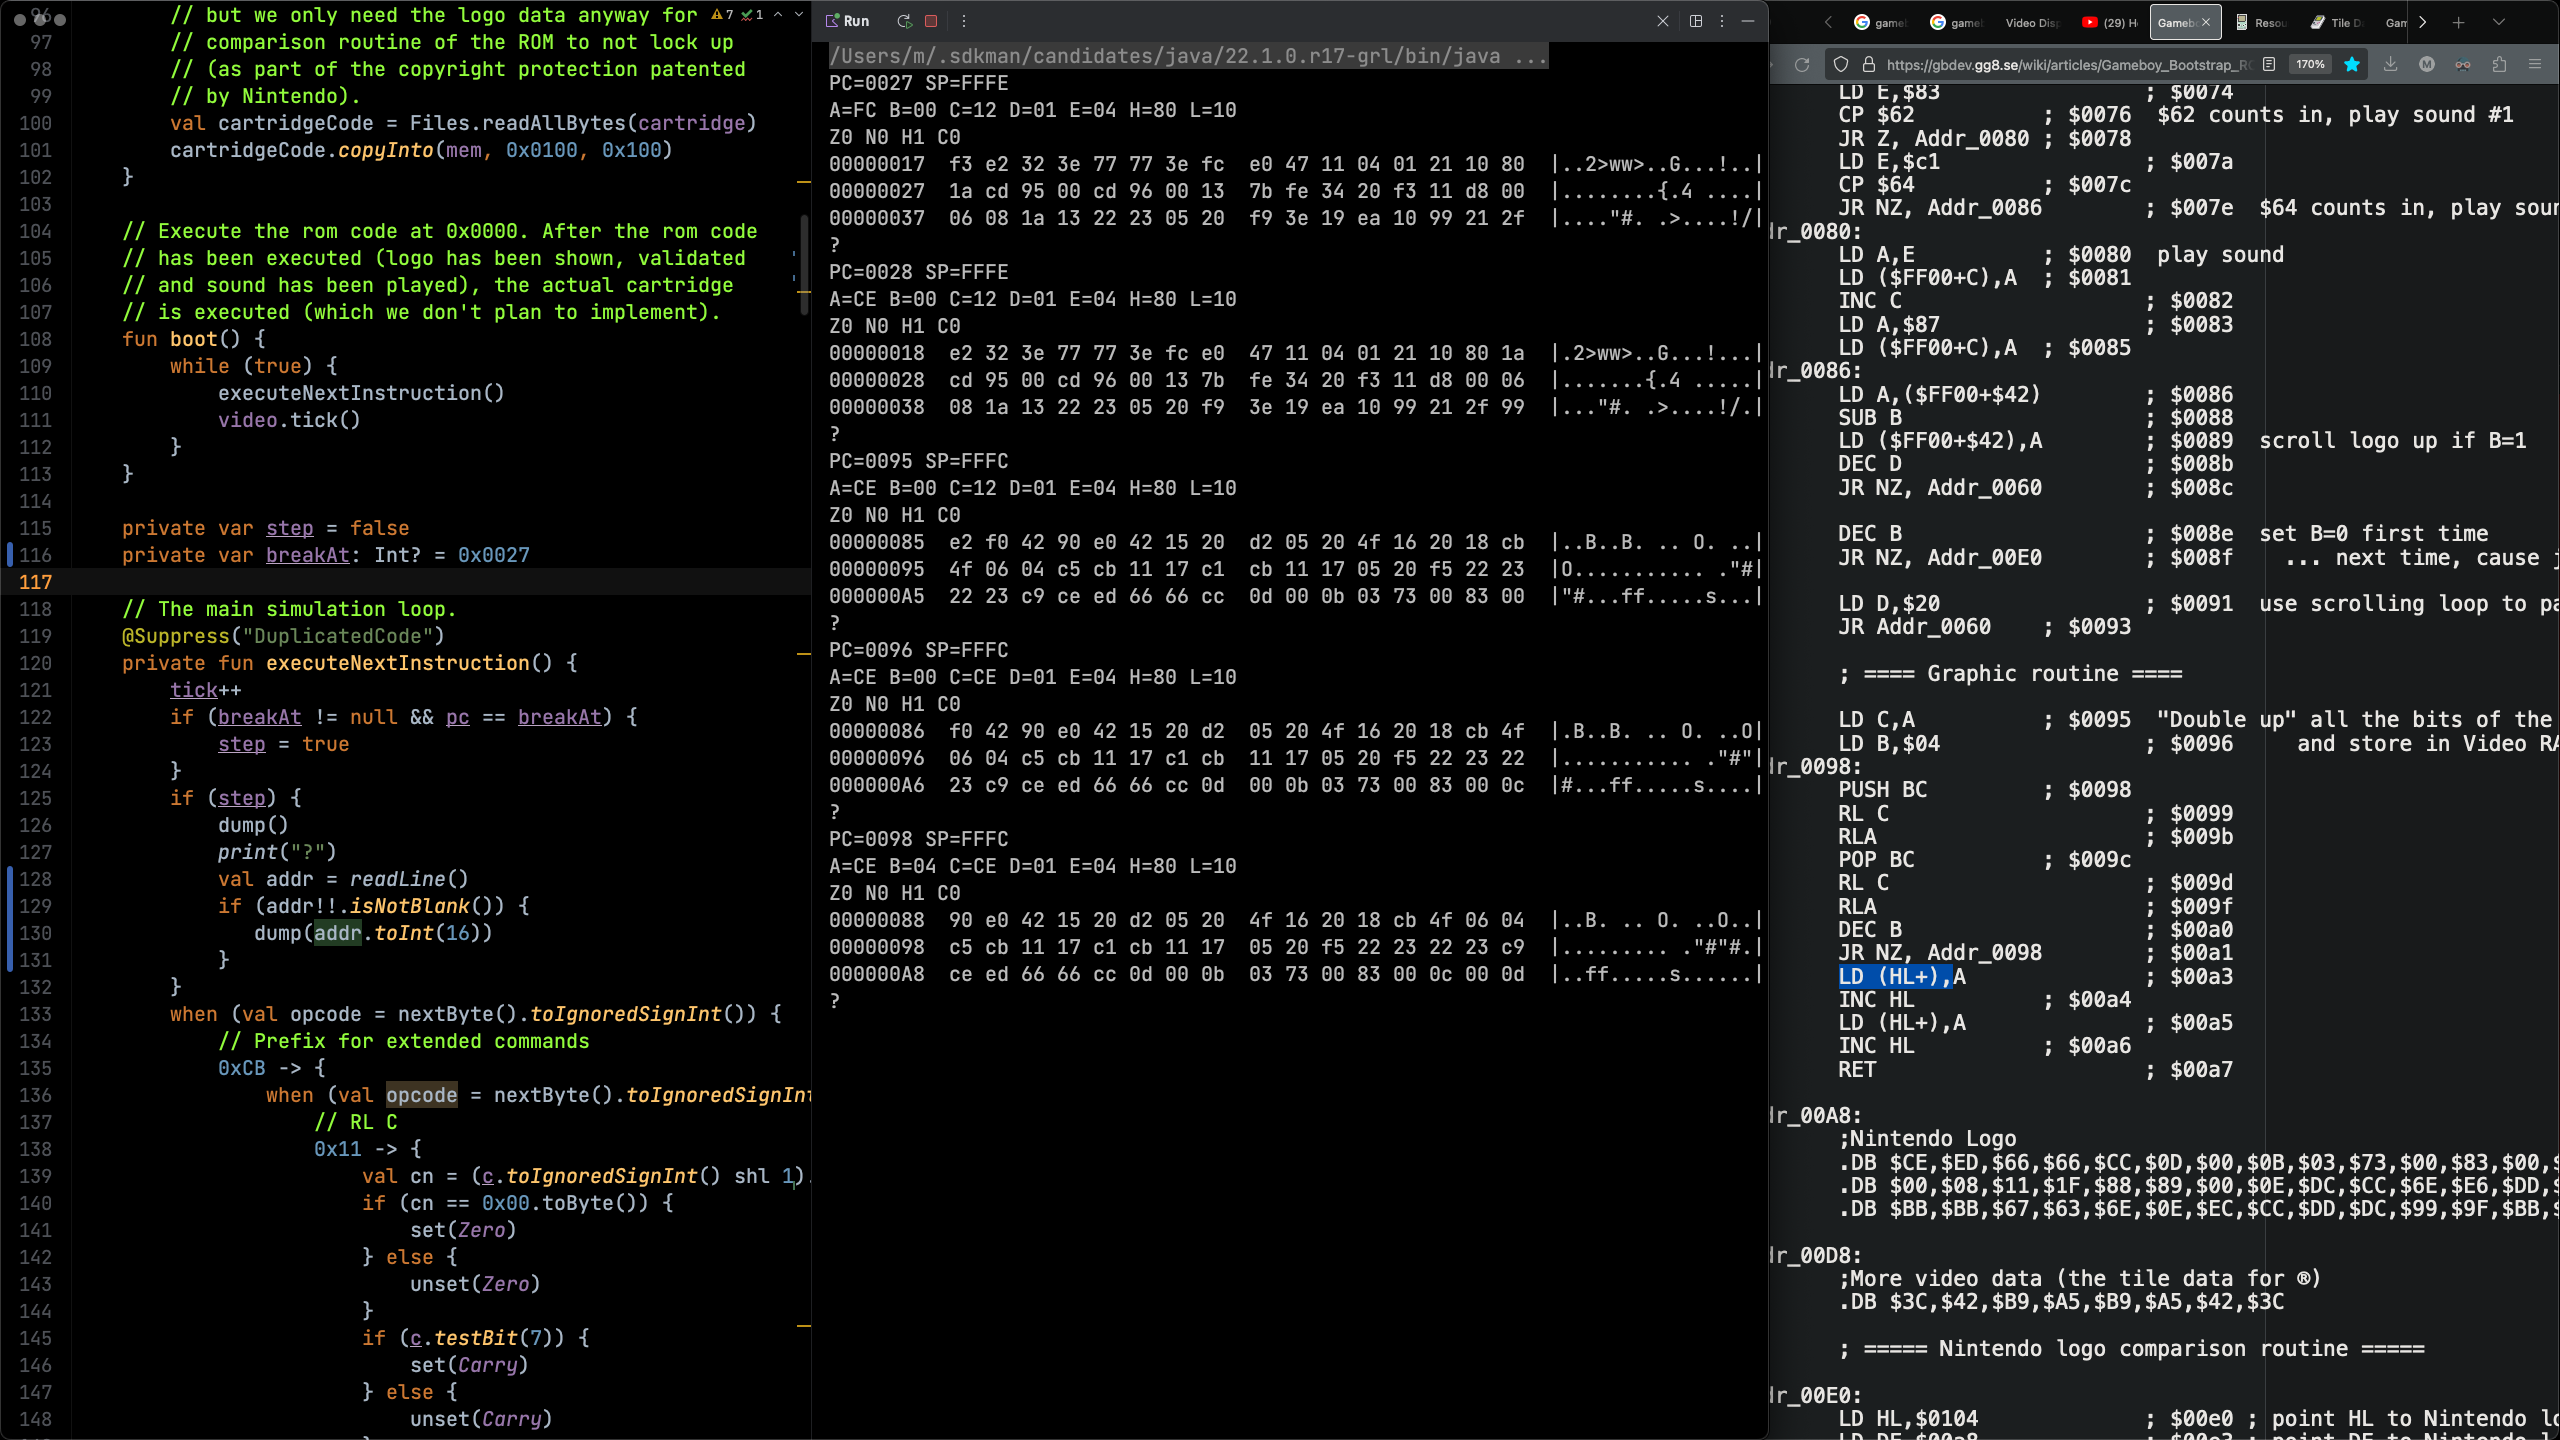 96 // but we only need the logo data anyway for 7 1
97 // comparison routine of the ROM to not lock up
98 // (as part of the copyright protection patented
99 // by Nintendo).
100 val cartridgeCode = Files.readAllBytes(cartridge)
101 cartridgeCode.copyInto(mem, 0x0100, 0x100)
102 }
103
104 // Execute the rom code at 0x0000. After the rom code
105 // has been executed (logo has been shown, validated
106 // and sound has been played), the actual cartridge
107 // is executed (which we don't plan to implement).
108 fun boot() {
109 while (true) {
110 executeNextInstruction()
111 video.tick()
112 }
113 }
114
115 private var step = false
116 private var breakAt: Int? = 0x0027
117
118 // The main simulation loop.
119 @Suppress("DuplicatedCode")
120 private fun executeNextInstruction() {
121 tick++
122 if (breakAt != null && pc == breakAt) {
123 step = true
124 }
125 if (step) {
126 dump()
127 print("?")
128 val addr = readLine()
129 if (addr!!.isNotBlank()) {
130 dump(addr.toInt(16))
131 }
132 }
133 when (val opcode = nextByte().toIgnoredSignInt()) {
134 // Prefix for extended commands
135 0xCB -> {
136 when (val opcode = nextByte().toIgnoredSignInt
137 // RL C
138 0x11 -> {
139 val cn = (c.toIgnoredSignInt() shl 1).
140 if (cn == 0x00.toByte()) {
141 set(Zero)
142 } else {
143 unset(Zero)
144 }
145 if (c.testBit(7)) {
146 set(Carry)
147 } else {
148 unset(Carry)
Run
/Users/m/.sdkman/candidates/java/22.1.0.r17-grl/bin/java ...
PC=0027 SP=FFFE
A=FC B=00 C=12 D=01 E=04 H=80 L=10
Z0 N0 H1 C0
00000017 f3 e2 32 3e 77 77 3e fc e0 47 11 04 01 21 10 80 |..2>ww>..G...!..|
00000027 1a cd 95 00 cd 96 00 13 7b fe 34 20 f3 11 d8 00 |........{.4 ....|
00000037 06 08 1a 13 22 23 05 20 f9 3e 19 ea 10 99 21 2f |...."#. .>....!/|
?
PC=0028 SP=FFFE
A=CE B=00 C=12 D=01 E=04 H=80 L=10
Z0 N0 H1 C0
00000018 e2 32 3e 77 77 3e fc e0 47 11 04 01 21 10 80 1a |.2>ww>..G...!...|
00000028 cd 95 00 cd 96 00 13 7b fe 34 20 f3 11 d8 00 06 |.......{.4 .....|
00000038 08 1a 13 22 23 05 20 f9 3e 19 ea 10 99 21 2f 99 |..."#. .>....!/.|
?
PC=0095 SP=FFFC
A=CE B=00 C=12 D=01 E=04 H=80 L=10
Z0 N0 H1 C0
00000085 e2 f0 42 90 e0 42 15 20 d2 05 20 4f 16 20 18 cb |..B..B. .. O. ..|
00000095 4f 06 04 c5 cb 11 17 c1 cb 11 17 05 20 f5 22 23 |O........... ."#|
000000A5 22 23 c9 ce ed 66 66 cc 0d 00 0b 03 73 00 83 00 |"#...ff.....s...|
?
PC=0096 SP=FFFC
A=CE B=00 C=CE D=01 E=04 H=80 L=10
Z0 N0 H1 C0
00000086 f0 42 90 e0 42 15 20 d2 05 20 4f 16 20 18 cb 4f |.B..B. .. O. ..O|
00000096 06 04 c5 cb 11 17 c1 cb 11 17 05 20 f5 22 23 22 |........... ."#"|
000000A6 23 c9 ce ed 66 66 cc 0d 00 0b 03 73 00 83 00 0c |#...ff.....s....|
?
PC=0098 SP=FFFC
A=CE B=04 C=CE D=01 E=04 H=80 L=10
Z0 N0 H1 C0
00000088 90 e0 42 15 20 d2 05 20 4f 16 20 18 cb 4f 06 04 |..B. .. O. ..O..|
00000098 c5 cb 11 17 c1 cb 11 17 05 20 f5 22 23 22 23 c9 |......... ."#"#.|
000000A8 ce ed 66 66 cc 0d 00 0b 03 73 00 83 00 0c 00 0d |..ff.....s......|
?
game game Video Disp (29) H Gameb Resou Tile D Gam
https://gbdev.gg8.se/wiki/articles/Gameboy_Bootstrap_RO 170%
LD E,$83 ; $0074
CP $62 ; $0076 $62 counts in, play sound #1
JR Z, Addr_0080 ; $0078
LD E,$c1 ; $007a
CP $64 ; $007c
JR NZ, Addr_0086 ; $007e $64 counts in, play soun
dr_0080:
LD A,E ; $0080 play sound
LD ($FF00+C),A ; $0081
INC C ; $0082
LD A,$87 ; $0083
LD ($FF00+C),A ; $0085
dr_0086:
LD A,($FF00+$42) ; $0086
SUB B ; $0088
LD ($FF00+$42),A ; $0089 scroll logo up if B=1
DEC D ; $008b
JR NZ, Addr_0060 ; $008c
DEC B ; $008e set B=0 first time
JR NZ, Addr_00E0 ; $008f ... next time, cause j
LD D,$20 ; $0091 use scrolling loop to pa
JR Addr_0060 ; $0093
; ==== Graphic routine ====
LD C,A ; $0095 "Double up" all the bits of the
LD B,$04 ; $0096 and store in Video RA
dr_0098:
PUSH BC ; $0098
RL C ; $0099
RLA ; $009b
POP BC ; $009c
RL C ; $009d
RLA ; $009f
DEC B ; $00a0
JR NZ, Addr_0098 ; $00a1
LD (HL+),A ; $00a3
INC HL ; $00a4
LD (HL+),A ; $00a5
INC HL ; $00a6
RET ; $00a7
dr_00A8:
;Nintendo Logo
.DB $CE,$ED,$66,$66,$CC,$0D,$00,$0B,$03,$73,$00,$83,$00,$
.DB $00,$08,$11,$1F,$88,$89,$00,$0E,$DC,$CC,$6E,$E6,$DD,$
.DB $BB,$BB,$67,$63,$6E,$0E,$EC,$CC,$DD,$DC,$99,$9F,$BB,$
dr_00D8:
;More video data (the tile data for ®)
.DB $3C,$42,$B9,$A5,$B9,$A5,$42,$3C
; ===== Nintendo logo comparison routine =====
dr_00E0:
LD HL,$0104 ; $00e0 ; point HL to Nintendo lo
LD DE,$00a8 ; $00e3 ; point DE to Nintendo l